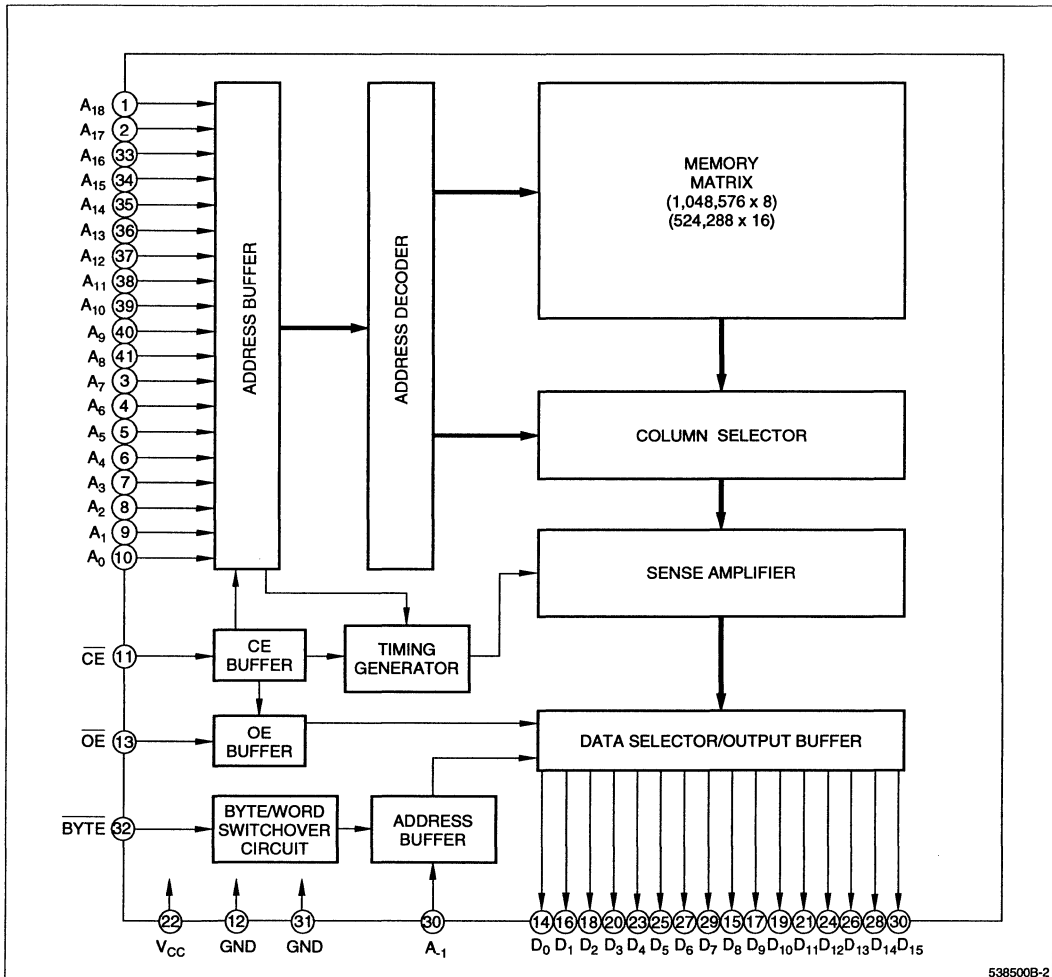 A18 1
A17 2
A16 33
A15 34
A14 35
A13 36
A12 37
A11 38
A10 39
A9 40
A8 41
A7 3
A6 4
A5 5
A4 6
A3 7
A2 8
A1 9
A0 10
ADDRESS BUFFER
ADDRESS DECODER
MEMORY
MATRIX
(1,048,576 x 8)
(524,288 x 16)
COLUMN SELECTOR
SENSE AMPLIFIER
CE 11
CE
BUFFER
TIMING
GENERATOR
OE 13
OE
BUFFER
DATA SELECTOR/OUTPUT BUFFER
BYTE 32
BYTE/WORD
SWITCHOVER
CIRCUIT
ADDRESS
BUFFER
22 12 31 30 14 16 18 20 23 25 27 29 15 17 19 21 24 26 28 30
VCC GND GND A-1 D0 D1 D2 D3 D4 D5 D6 D7 D8 D9 D10 D11 D12 D13 D14 D15
538500B-2